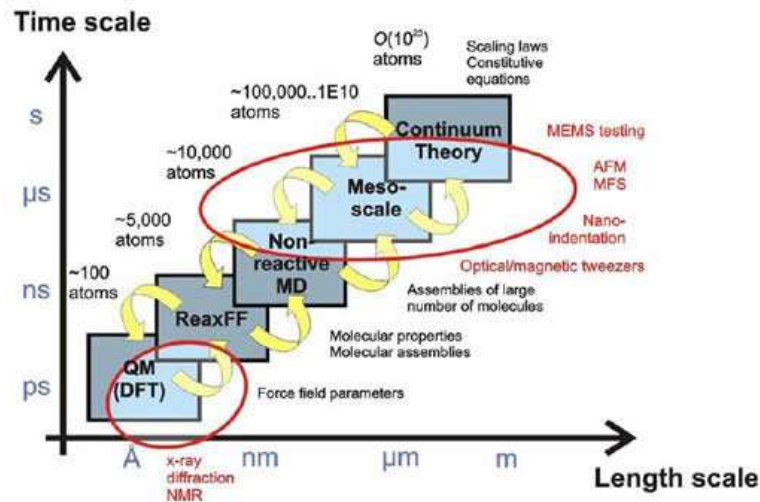 Time scale
O(10²³)
atoms
Scaling laws
Constitutive
equations
~100,000..1E10
atoms
s
Continuum
Theory
MEMS testing
~10,000
atoms
AFM
MFS
µs
Meso-
scale
Nano-
indentation
~5,000
atoms
Non-
reactive
MD
Optical/magnetic tweezers
~100
atoms
ns
Assemblies of large
number of molecules
ReaxFF
Molecular properties
Molecular assemblies
QM
(DFT)
ps
Force field parameters
Å
x-ray
diffraction
NMR
nm
µm
m
Length scale